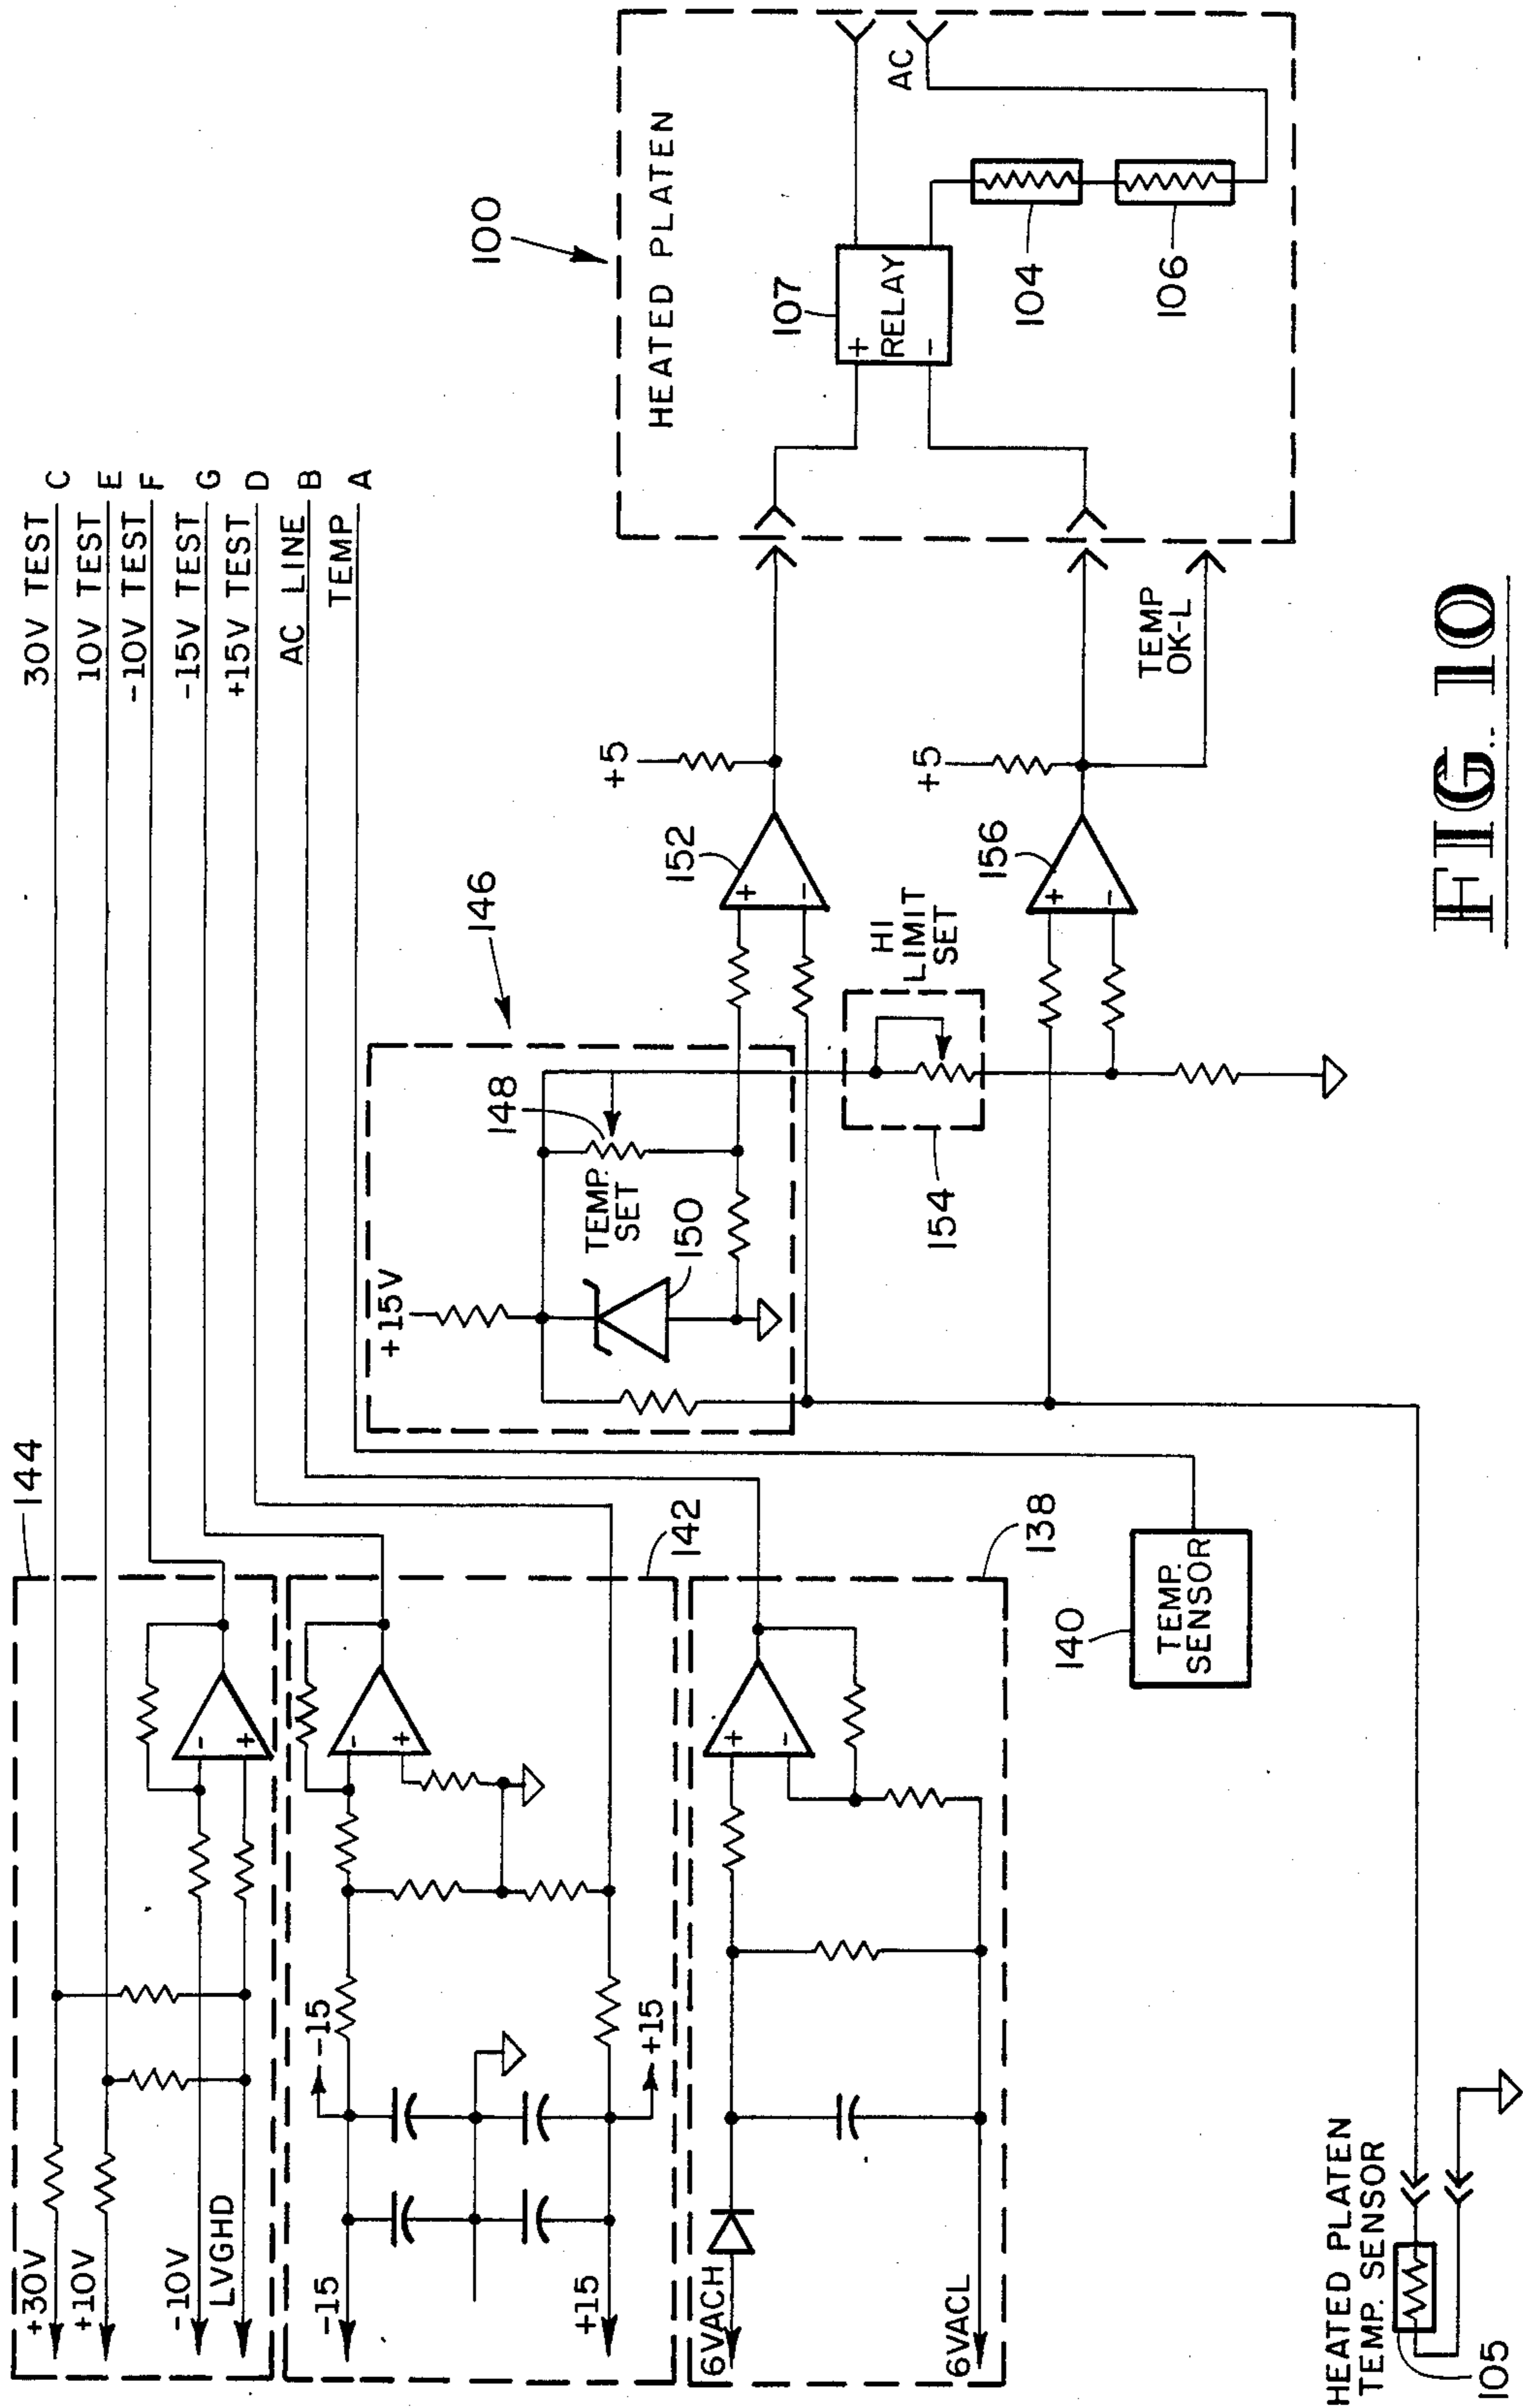 144
+30V
30V TEST C
+10V
10V TEST E
-10V
-10V TEST F
LVGHD
-15V TEST G
+15V TEST D
AC LINE B
TEMP A
-
+
-15
-15
-
+
+15
+15
142
6VACH
6VACL
+
-
138
140
TEMP.
SENSOR
146
+15V
148
TEMP.
SET
150
152
+
-
+5
HI
LIMIT
SET
154
156
+
-
+5
TEMP
OK-L
100
HEATED PLATEN
107
+
RELAY
-
AC
104
106
HEATED PLATEN
TEMP. SENSOR
105
FIG. 10